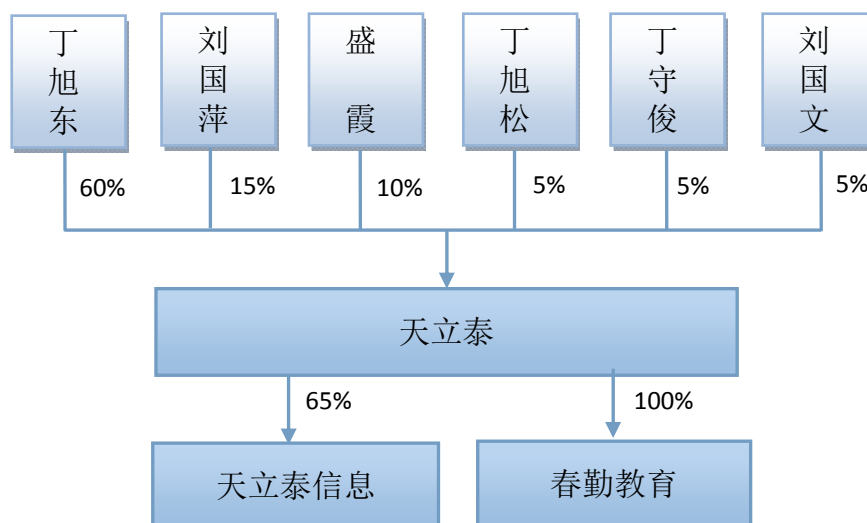 丁旭东
刘国萍
盛霞
丁旭松
丁守俊
刘国文
60%
15%
10%
5%
5%
5%
天立泰
65%
100%
天立泰信息
春勤教育